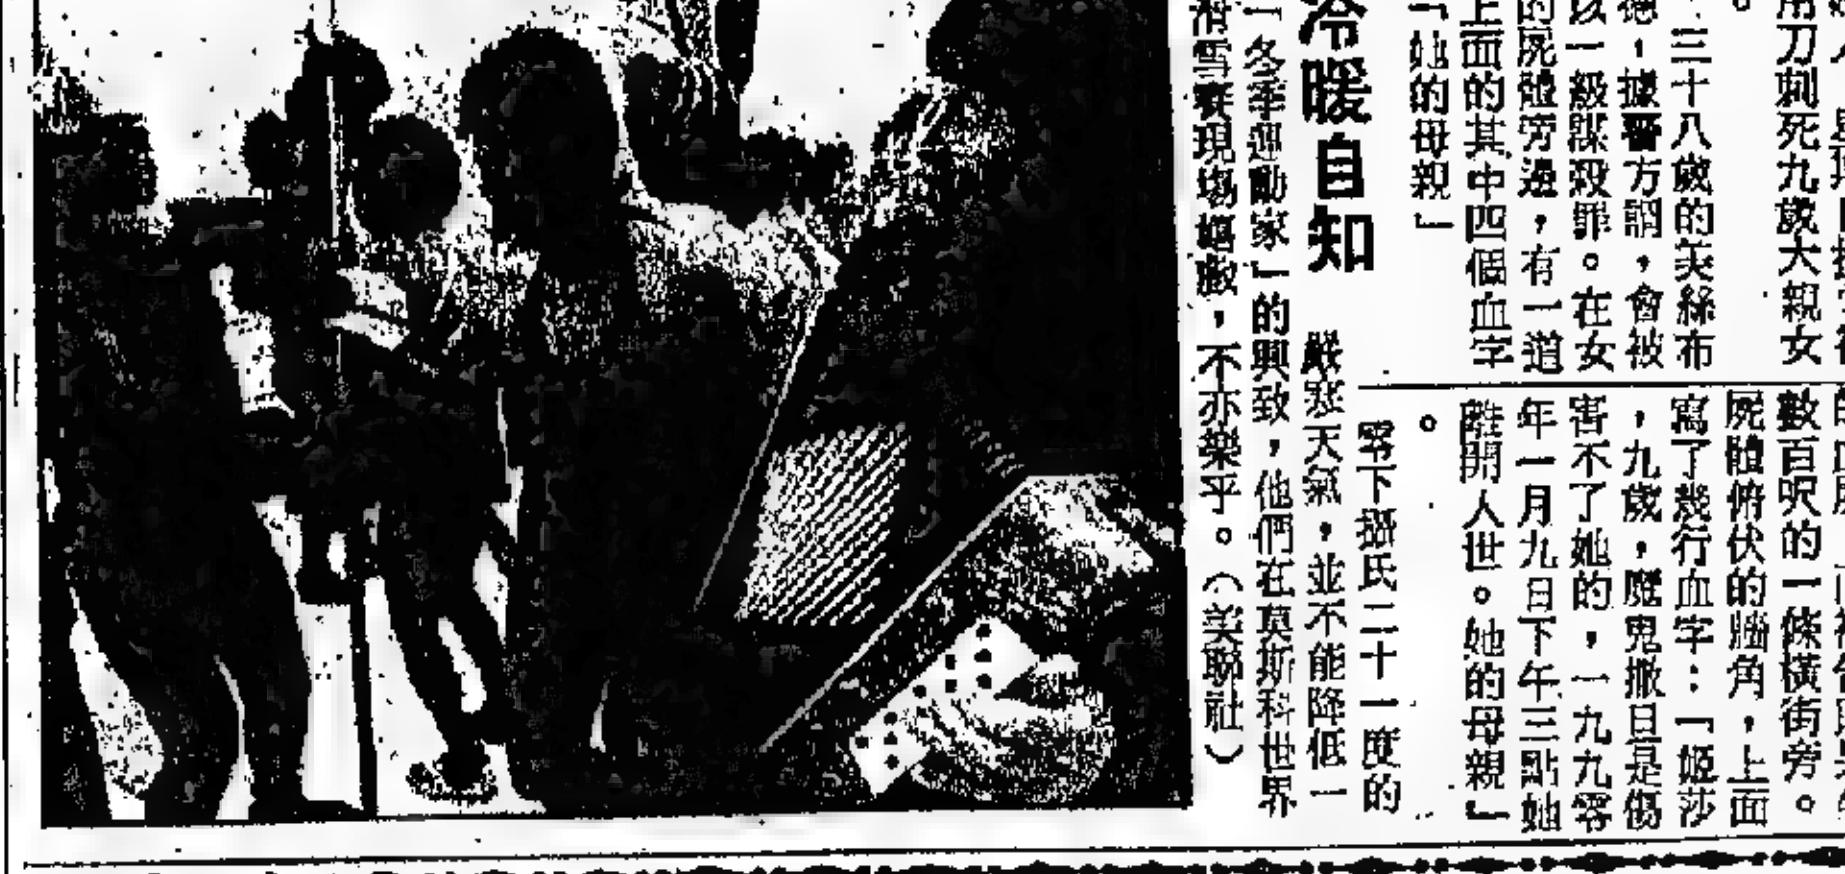 用刀刺死九歲大親女
。
，三十八歲的美絲布
德，據警方謂，會被
以一級謀殺罪。在女
的屍體旁邊，有一道
上面的其中四個血字
「她的母親」
數百呎的一條橫街旁。
屍體俯伏的牆角，上面
寫了幾行血字：「姬莎
，九歲，魔鬼撒旦是傷
害不了她的，一九九零
年一月九日下午三點她
離開人世。她的母親」
。
冷暖自知
零下攝氏二十一度的
嚴寒天氣，並不能降低一
「冬季運動家」的興致，他們在莫斯科世界
滑雪賽現場嬉戲，不亦樂乎。（美聯社）